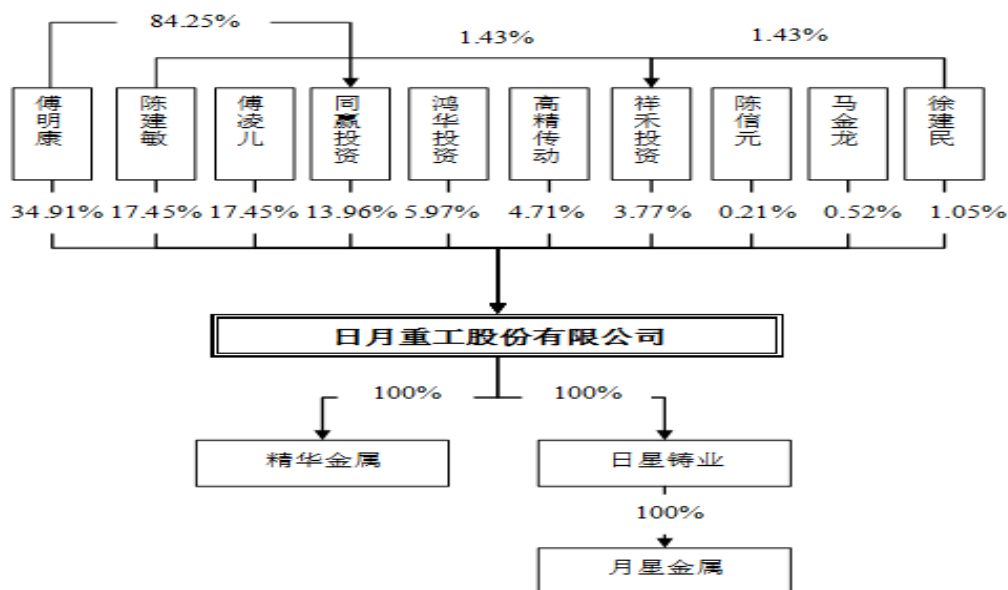 84.25%
1.43%
1.43%
傅明康
陈建敏
傅凌儿
同赢投资
鸿华投资
高精传动
祥禾投资
陈信元
马金龙
徐建民
34.91%
17.45%
17.45%
13.96%
5.97%
4.71%
3.77%
0.21%
0.52%
1.05%
日月重工股份有限公司
100%
100%
精华金属
日星铸业
100%
月星金属